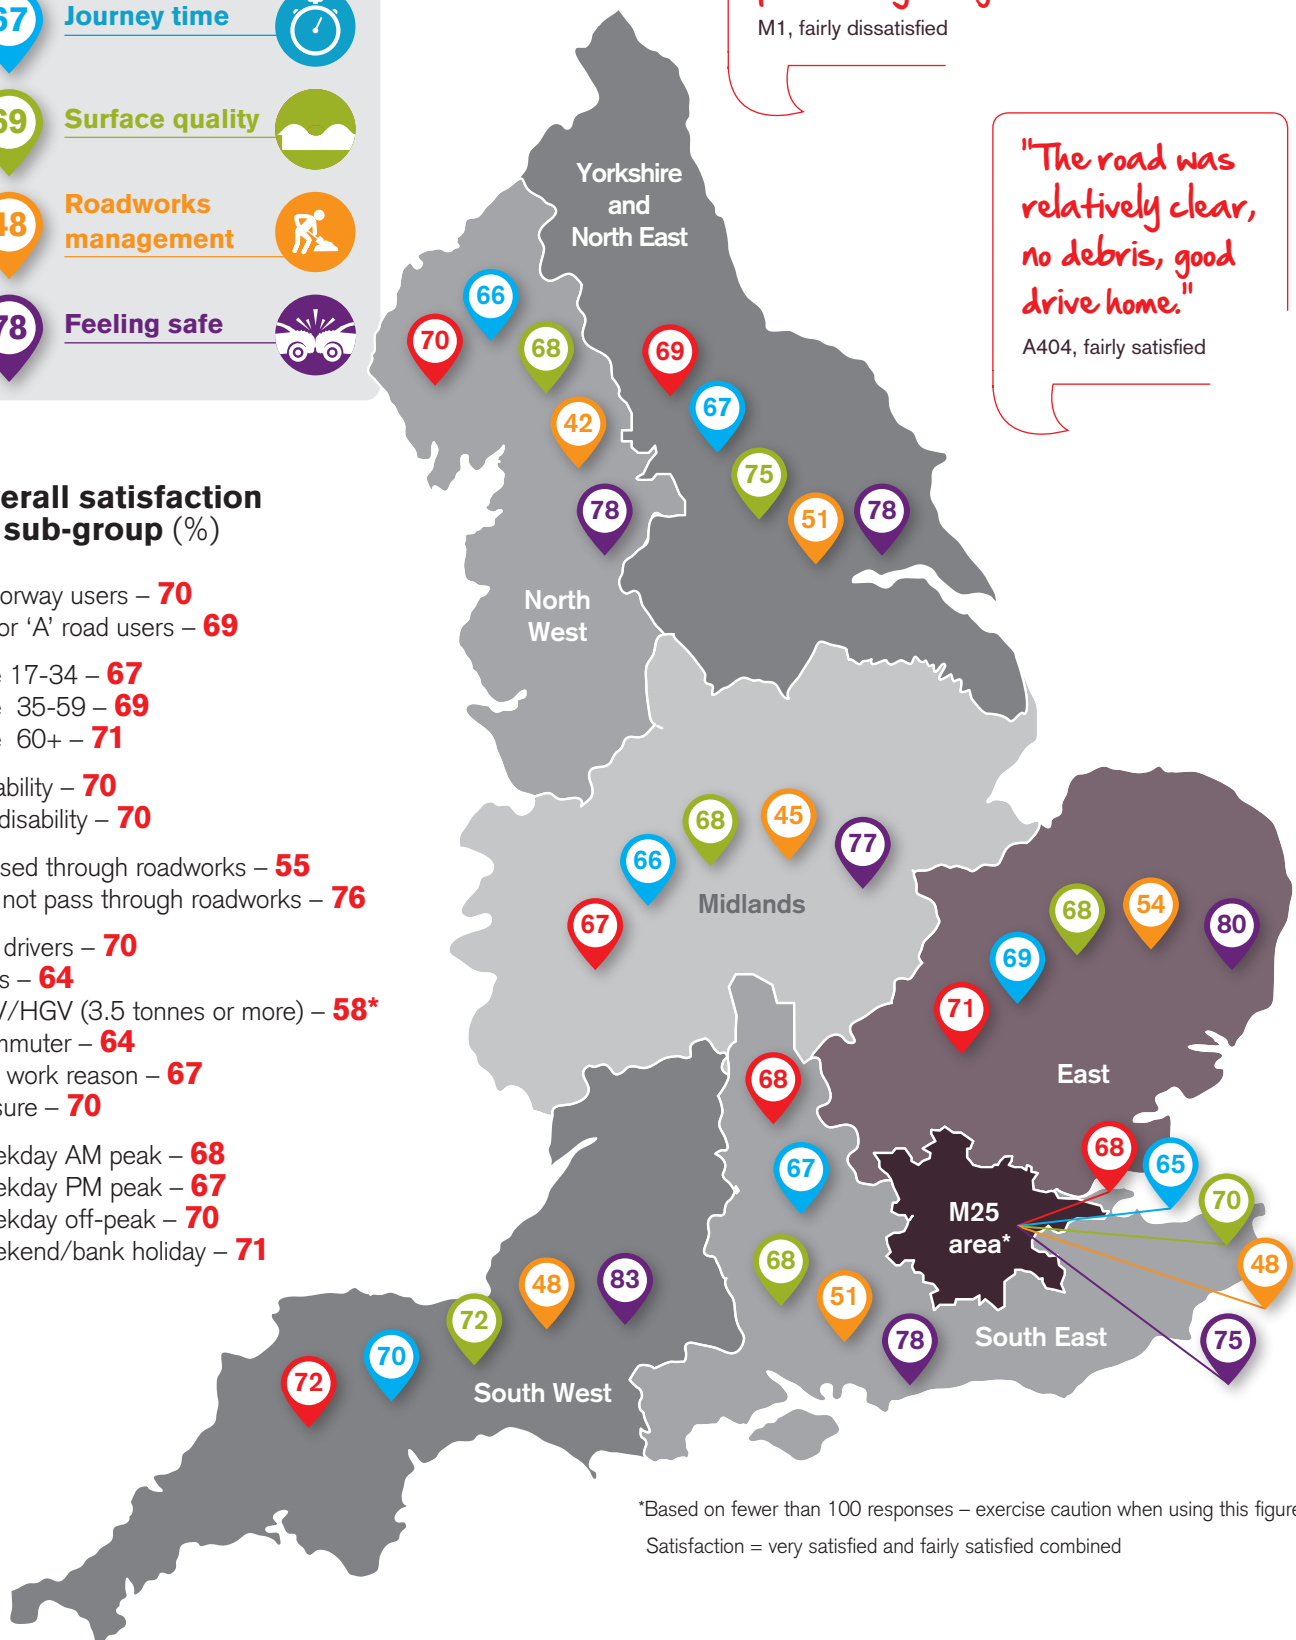 M1, fairly dissatisfied
67 Journey time
69 Surface quality
48 Roadworks
management
78 Feeling safe
"The road was
relatively clear,
no debris, good
drive home."
A404, fairly satisfied
Yorkshire
and
North East
69
67
75
51
78
70
66
68
42
78
North
West
erall satisfaction
sub-group (%)
orway users – 70
or ‘A’ road users – 69
17-34 – 67
35-59 – 69
60+ – 71
ability – 70
disability – 70
sed through roadworks – 55
not pass through roadworks – 76
drivers – 70
s – 64
V/HGV (3.5 tonnes or more) – 58*
mmuter – 64
work reason – 67
sure – 70
ekday AM peak – 68
ekday PM peak – 67
ekday off-peak – 70
ekend/bank holiday – 71
67
66
68
45
77
Midlands
71
69
68
54
80
East
68
67
68
51
78
South East
M25
area*
68
65
70
48
75
72
70
72
48
83
South West
*Based on fewer than 100 responses – exercise caution when using this figure
Satisfaction = very satisfied and fairly satisfied combined